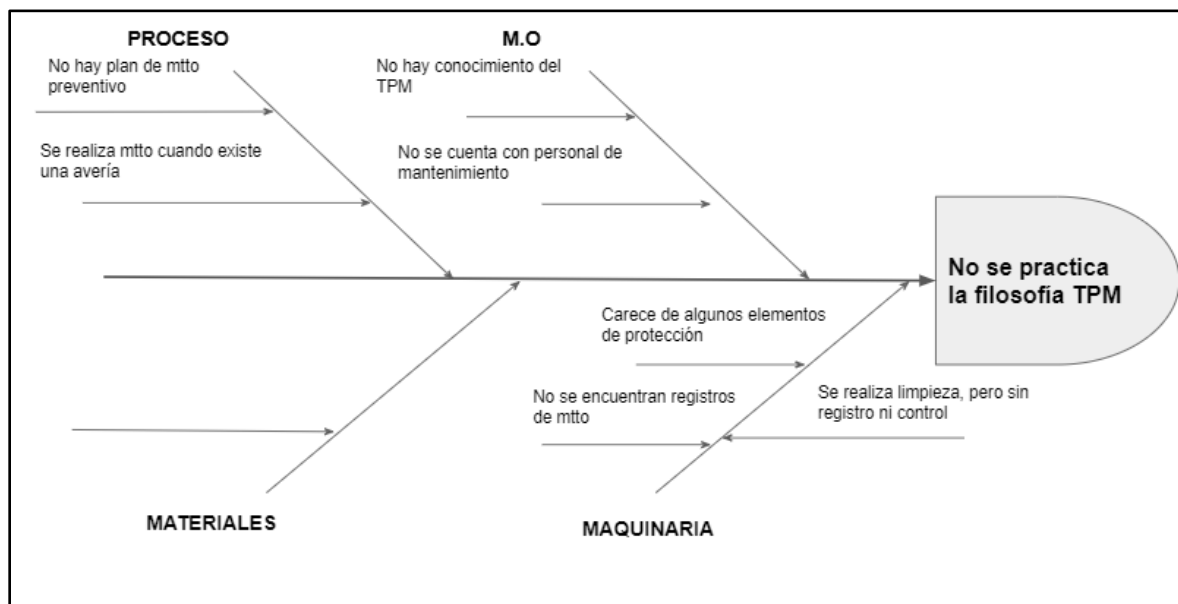 PROCESO
No hay plan de mtto
preventivo
Se realiza mtto cuando existe
una avería
M.O
No hay conocimiento del
TPM
No se cuenta con personal de
mantenimiento
No se practica
la filosofía TPM
Carece de algunos elementos
de protección
No se encuentran registros
de mtto
Se realiza limpieza, pero sin
registro ni control
MATERIALES
MAQUINARIA